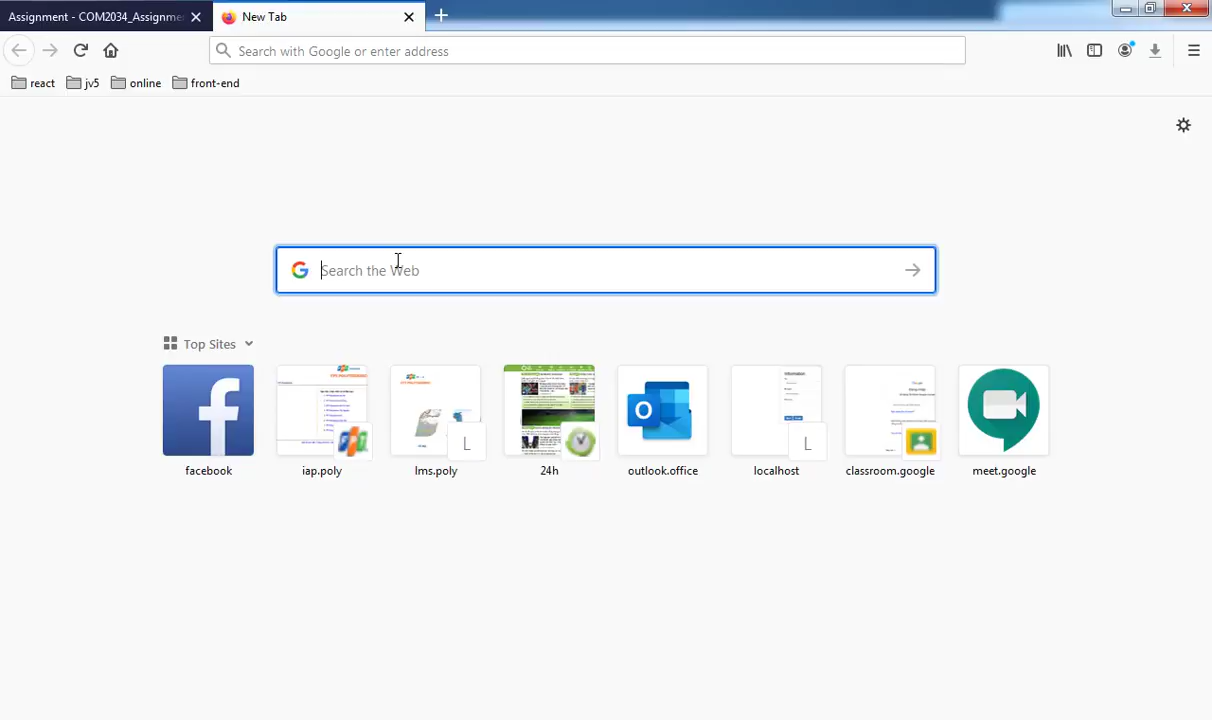 Assignment - COM2034_Assignme
New Tab
Search with Google or enter address
react
jv5
online
front-end
Search the Web
Top Sites
L
L
facebook
iap.poly
lms.poly
24h
outlook.office
localhost
classroom.google
meet.google